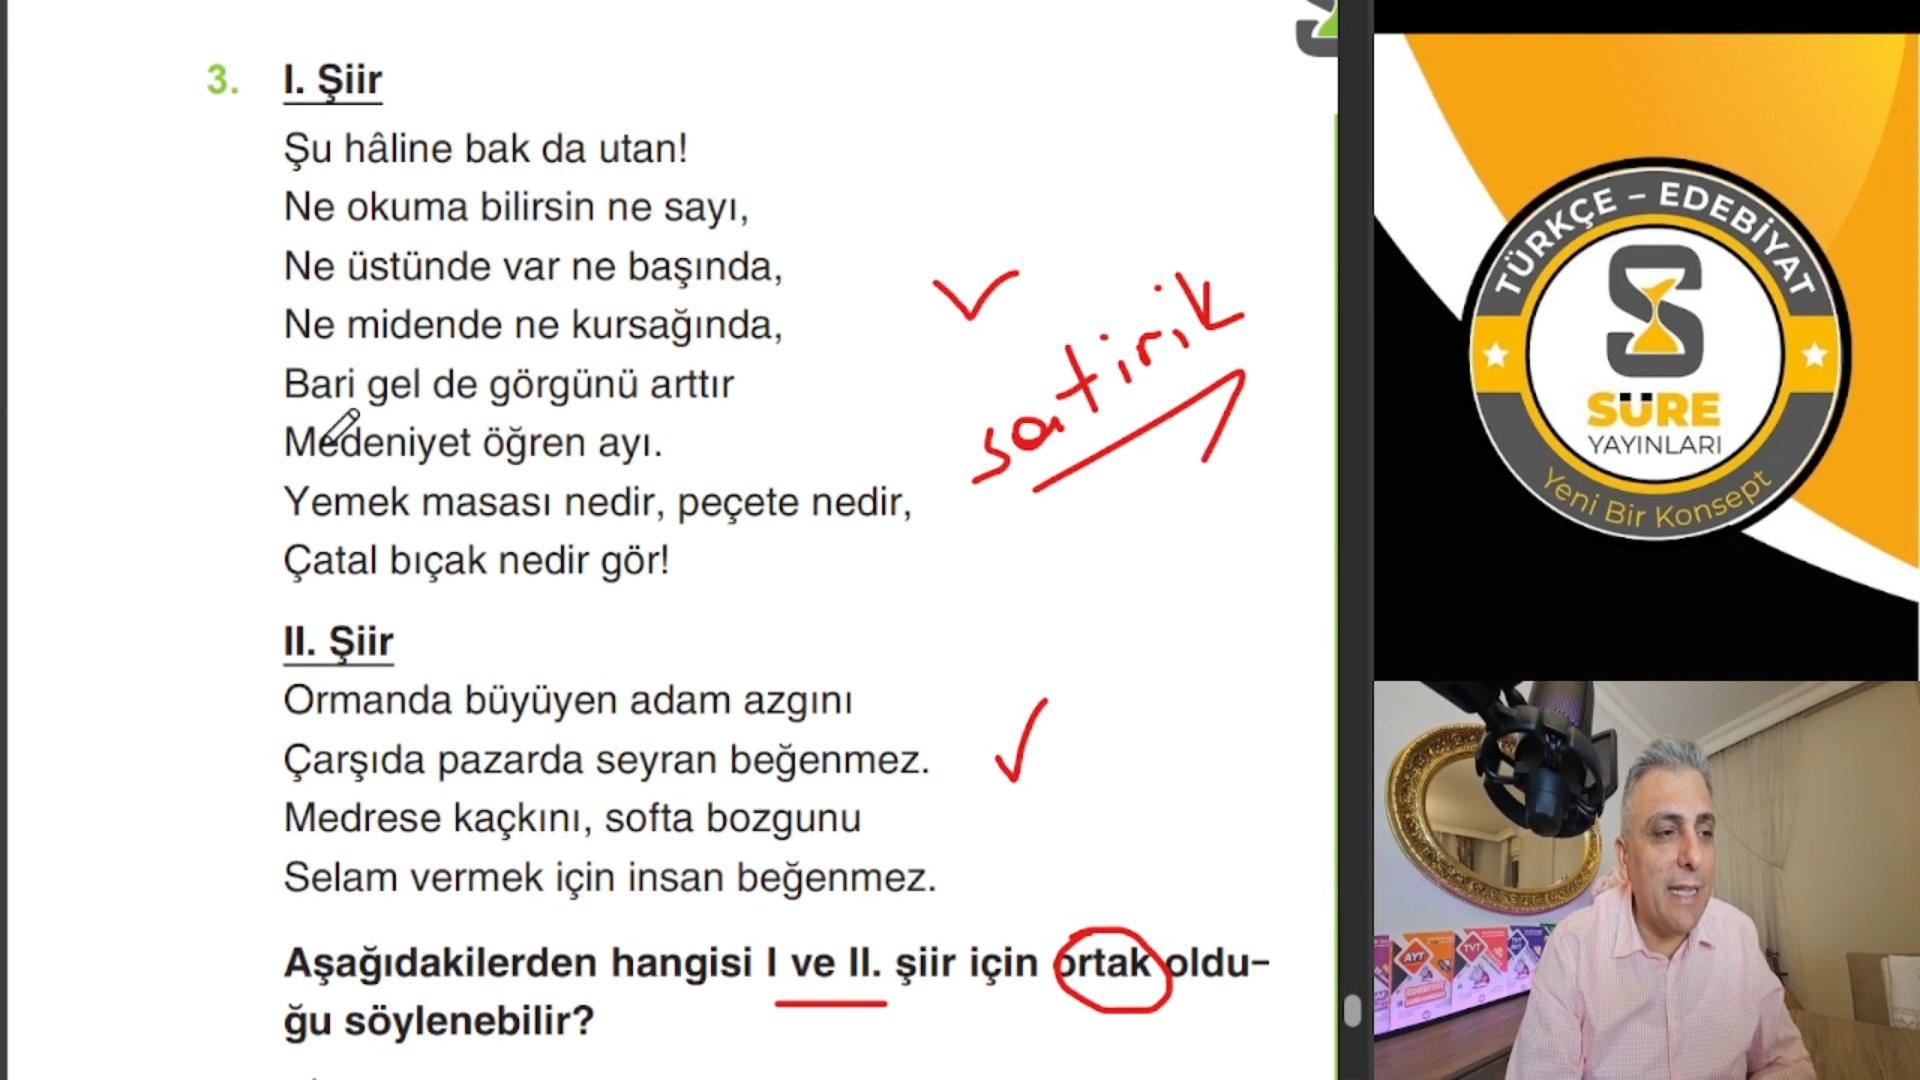 3. I. Şiir
Şu hâline bak da utan!
Ne okuma bilirsin ne sayı,
Ne üstünde var ne başında,
Ne midende ne kursağında,
Bari gel de görgünü arttır
Medeniyet öğren ayı.
Yemek masası nedir, peçete nedir,
Çatal bıçak nedir gör!
satirik
II. Şiir
Ormanda büyüyen adam azgını
Çarşıda pazarda seyran beğenmez.
Medrese kaçkını, softa bozgunu
Selam vermek için insan beğenmez.
Aşağıdakilerden hangisi I ve II. şiir için ortak oldu–
ğu söylenebilir?
TÜRKÇE – EDEBİYAT
SÜRE
YAYINLARI
Yeni Bir Konsept
AYT
TVT